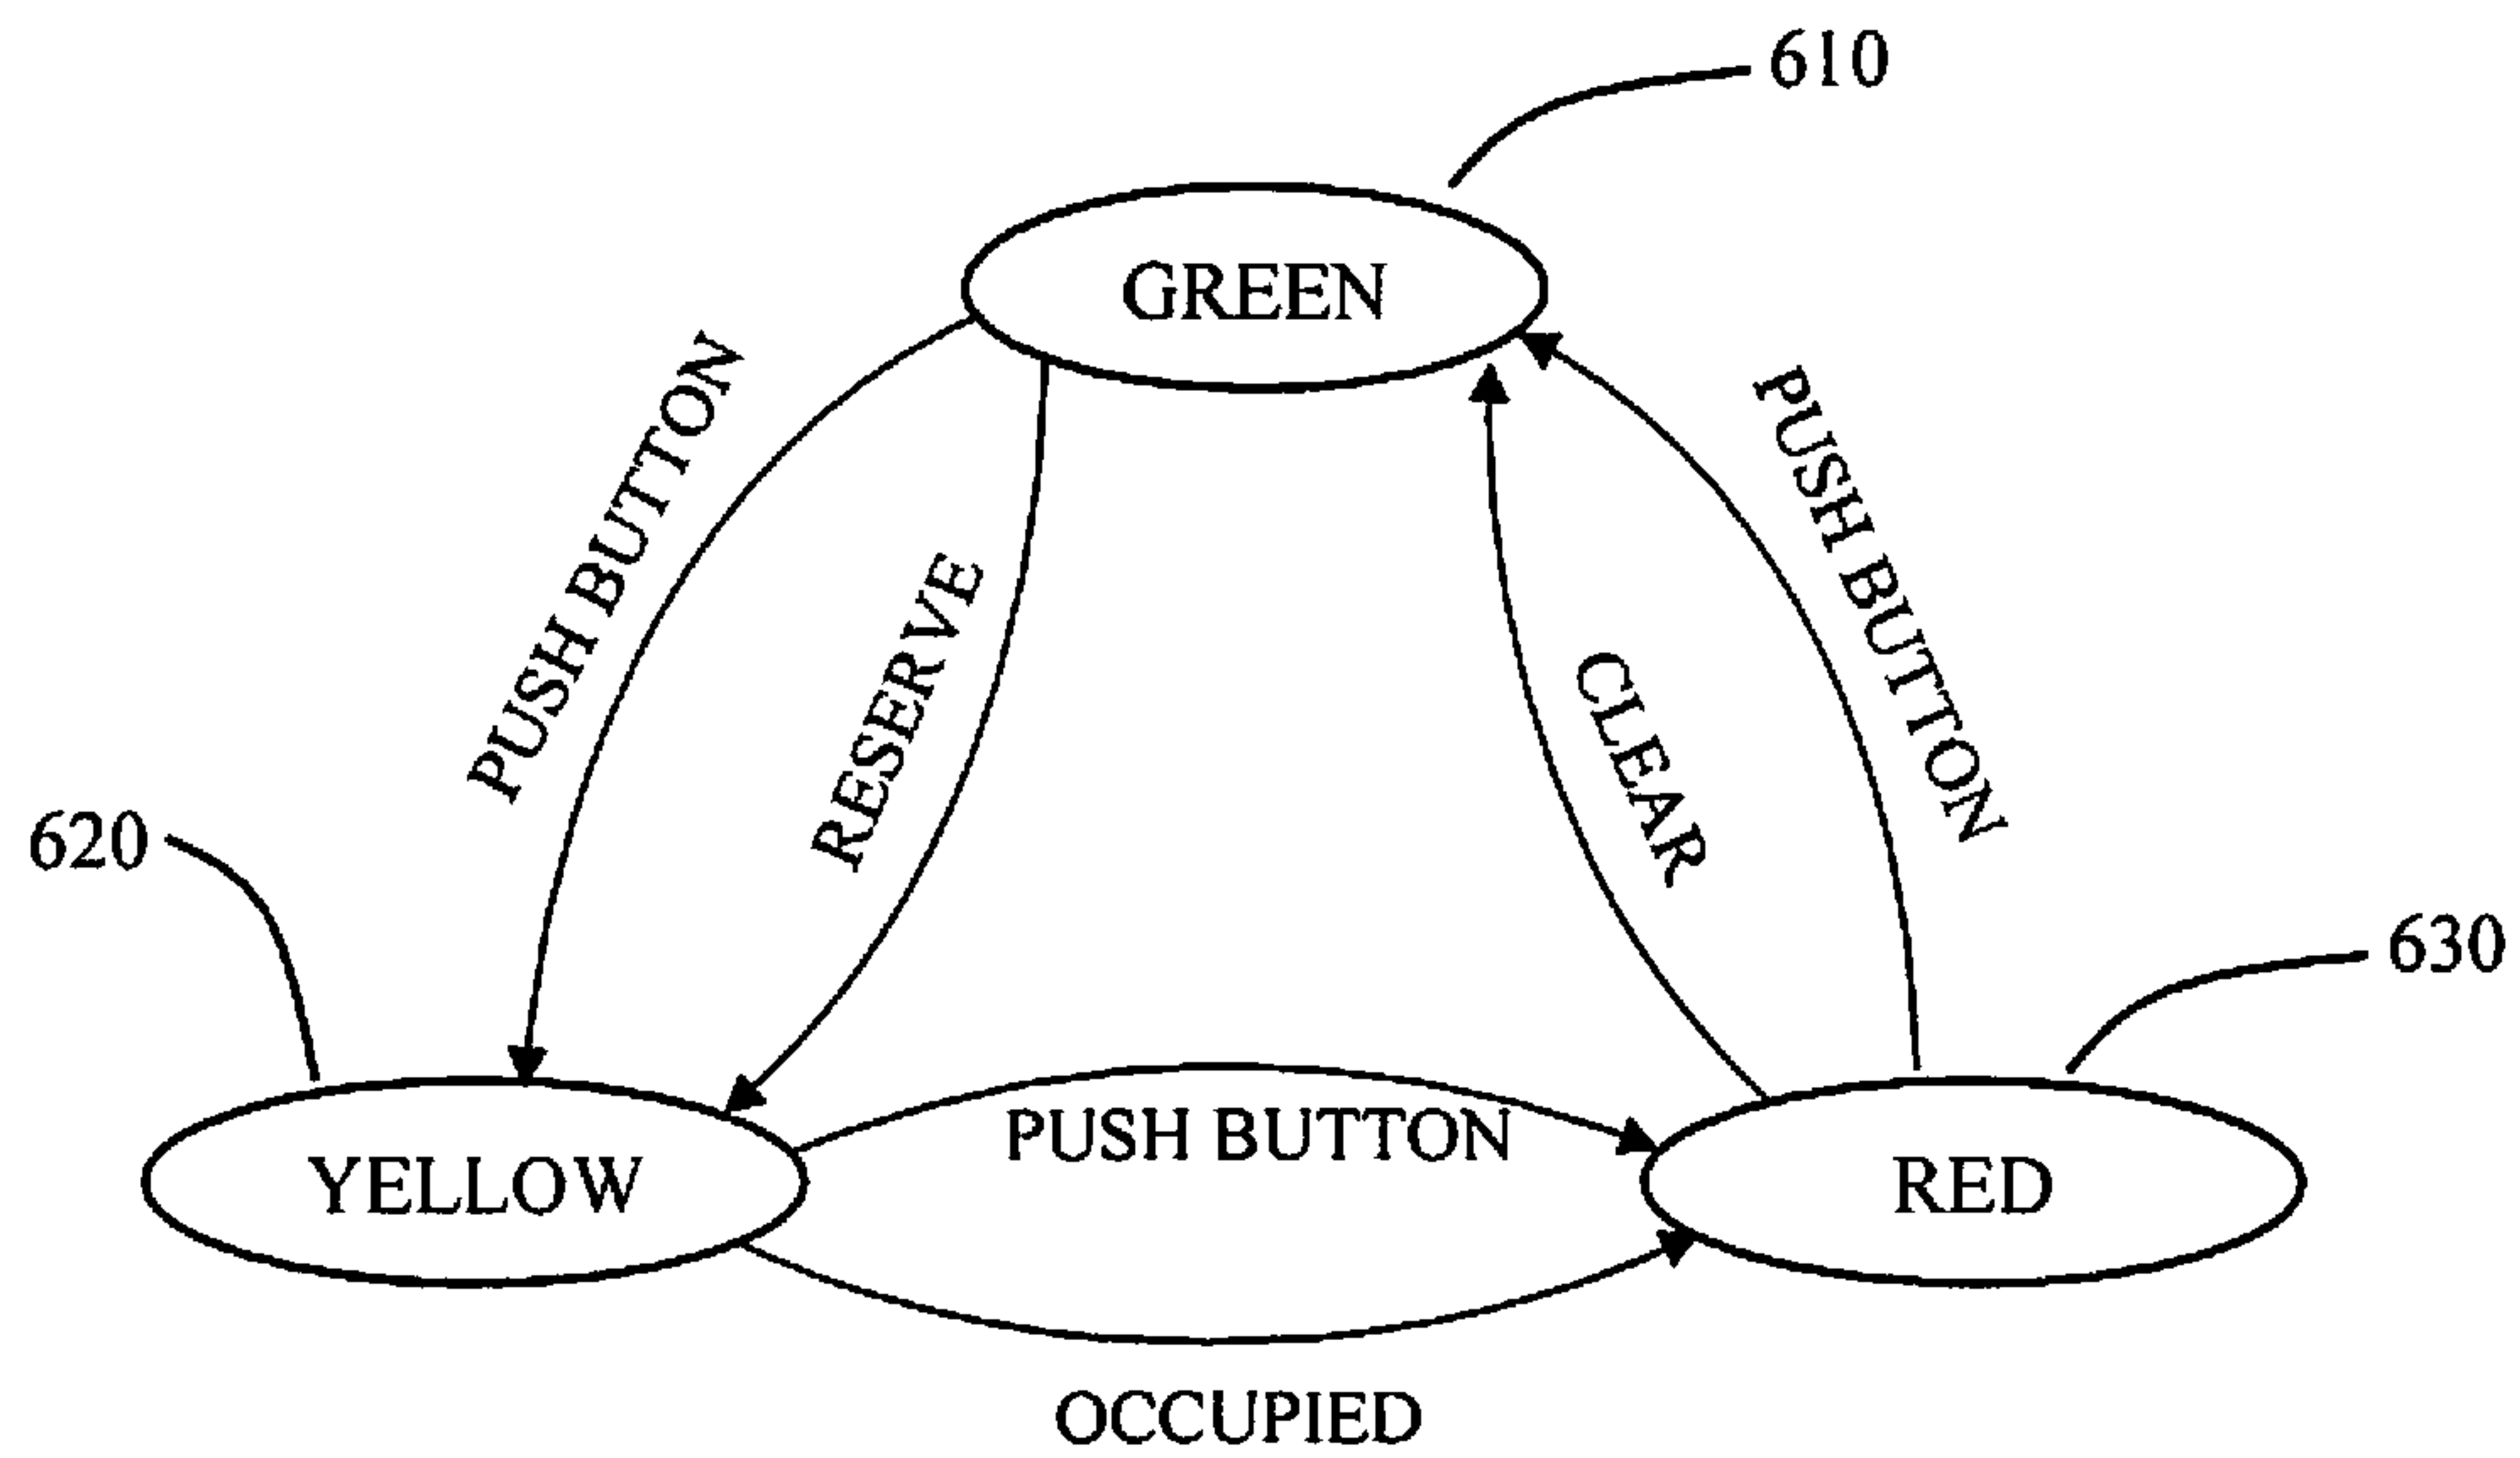 610
GREEN
PUSH BUTTON
RESERVE
CLEAR
PUSH BUTTON
620
630
PUSH BUTTON
YELLOW
RED
OCCUPIED